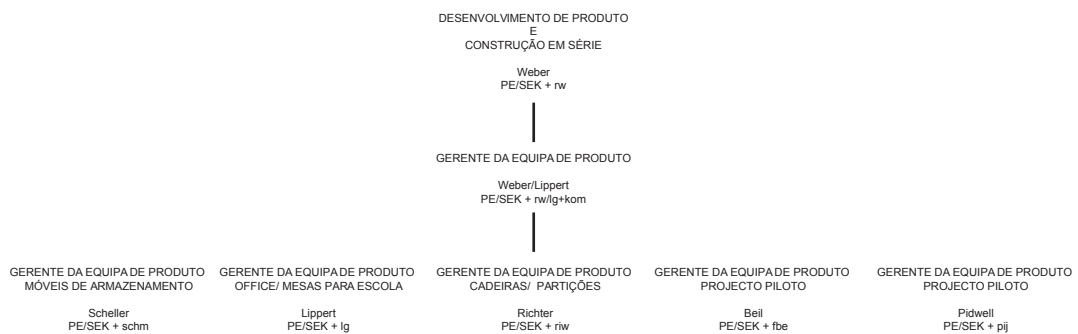 DESENVOLVIMENTO DE PRODUTO
E
CONSTRUÇÃO EM SÉRIE
Weber
PE/SEK + rw
GERENTE DA EQUIPA DE PRODUTO
Weber/Lippert
PE/SEK + rw/lg+kom
GERENTE DA EQUIPA DE PRODUTO
MÓVEIS DE ARMAZENAMENTO
Scheller
PE/SEK + schm
GERENTE DA EQUIPA DE PRODUTO
OFFICE/ MESAS PARA ESCOLA
Lippert
PE/SEK + lg
GERENTE DA EQUIPA DE PRODUTO
CADEIRAS/ PARTIÇÕES
Richter
PE/SEK + riw
GERENTE DA EQUIPA DE PRODUTO
PROJECTO PILOTO
Beil
PE/SEK + fbe
GERENTE DA EQUIPA DE PRODUTO
PROJECTO PILOTO
Pidwell
PE/SEK + pij